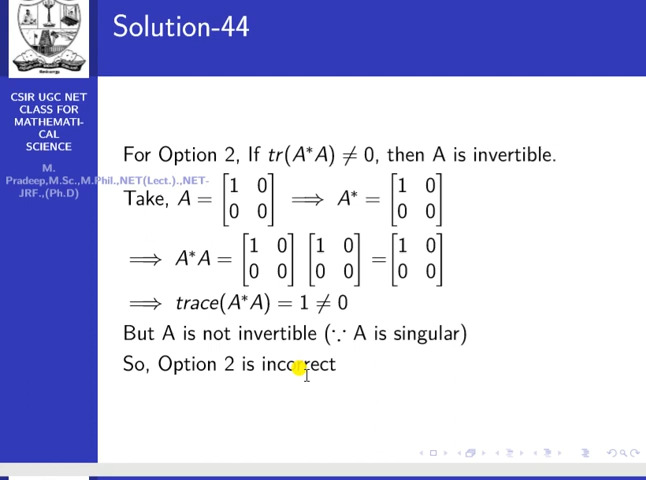 Solution-44
CSIR UGC NET
CLASS FOR
MATHEMATI-
CAL
SCIENCE
M.
Pradeep,M.Sc.,M.Phil.,NET(Lect.).,NET-
JRF.,(Ph.D)
For Option 2, If tr(A*A) ≠ 0, then A is invertible.
Take, A = [1 0; 0 0] ⟹ A* = [1 0; 0 0]
⟹ A*A = [1 0; 0 0] [1 0; 0 0] = [1 0; 0 0]
⟹ trace(A*A) = 1 ≠ 0
But A is not invertible (∵ A is singular)
So, Option 2 is incorrect